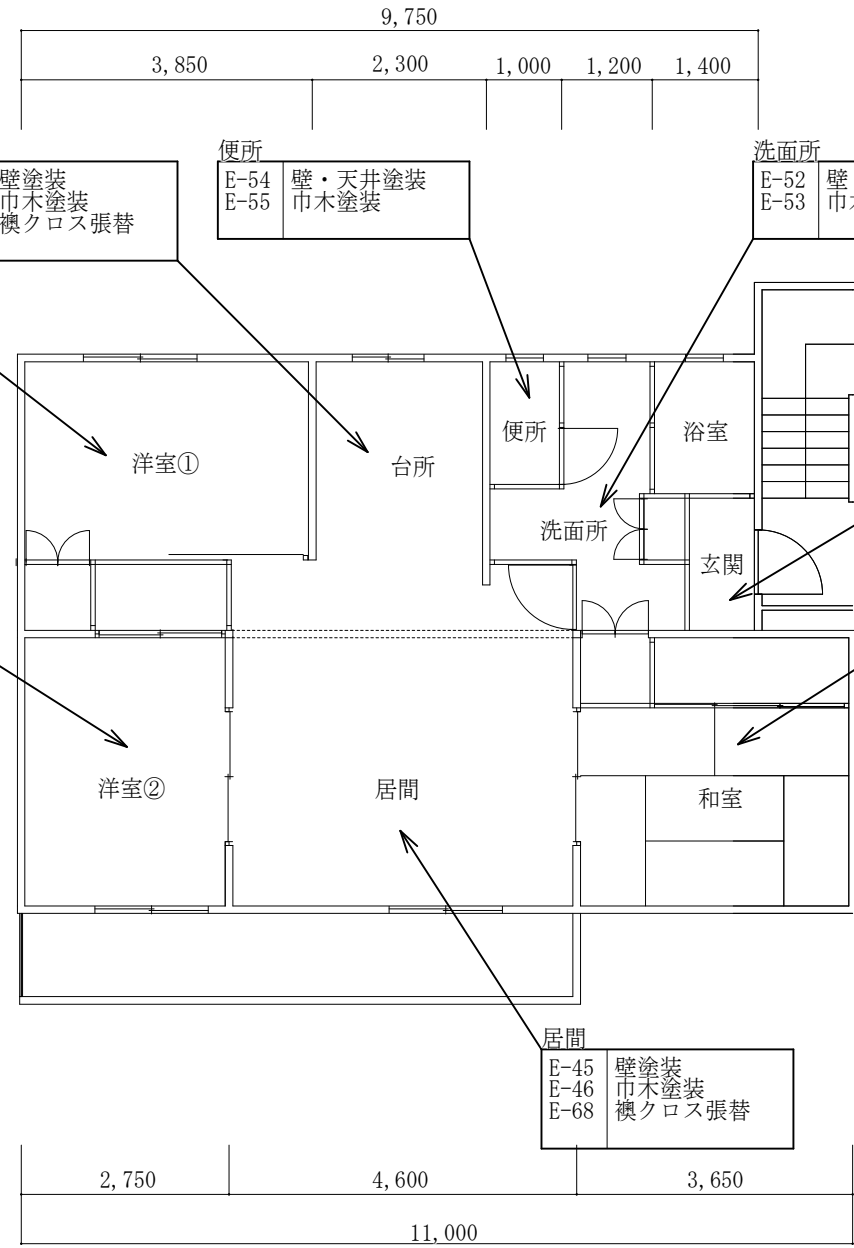 9,750
3,850 2,300 1,000 1,200 1,400
便所
洗面所
壁塗装
巾木塗装
襖クロス張替
E-54 壁・天井塗装
E-55 巾木塗装
E-52 壁
E-53 巾
洋室①
台所
便所
浴室
洗面所
玄関
洋室②
居間
和室
居間
E-45 壁塗装
E-46 巾木塗装
E-68 襖クロス張替
2,750 4,600 3,650
11,000